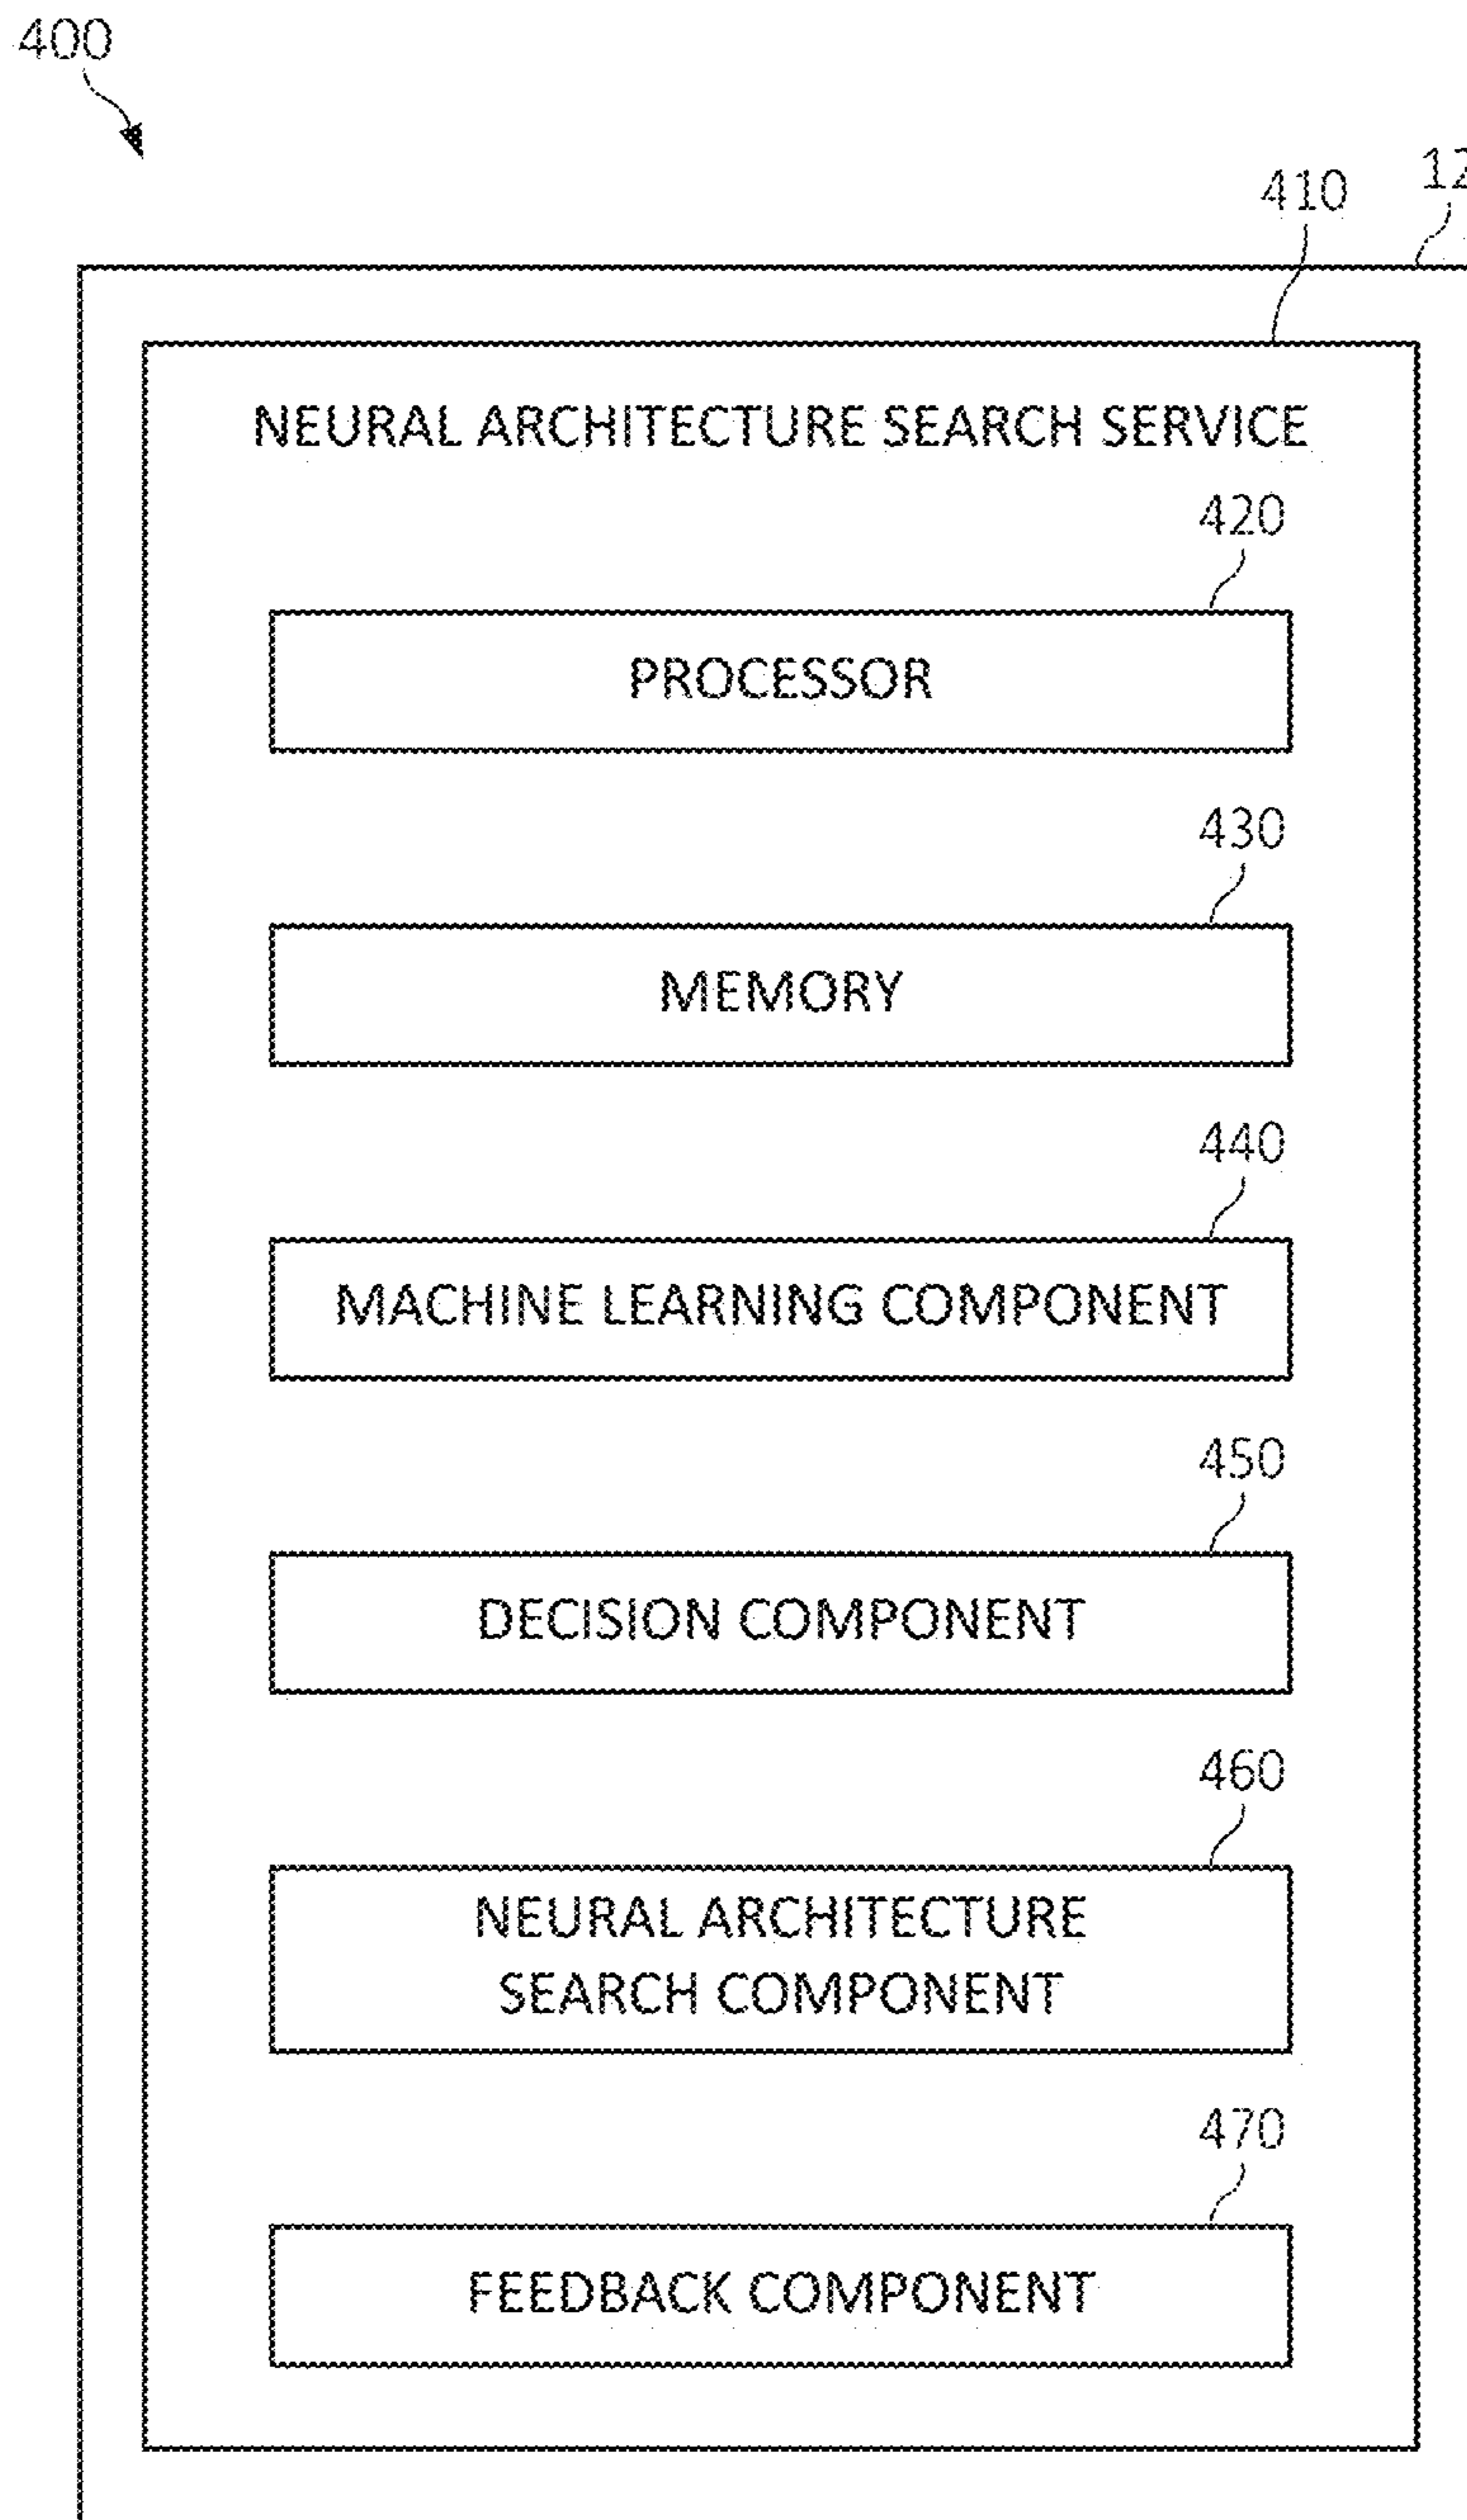 400
410
NEURAL ARCHITECTURE SEARCH SERVICE
420
PROCESSOR
430
MEMORY
440
MACHINE LEARNING COMPONENT
450
DECISION COMPONENT
460
NEURAL ARCHITECTURE
SEARCH COMPONENT
470
FEEDBACK COMPONENT